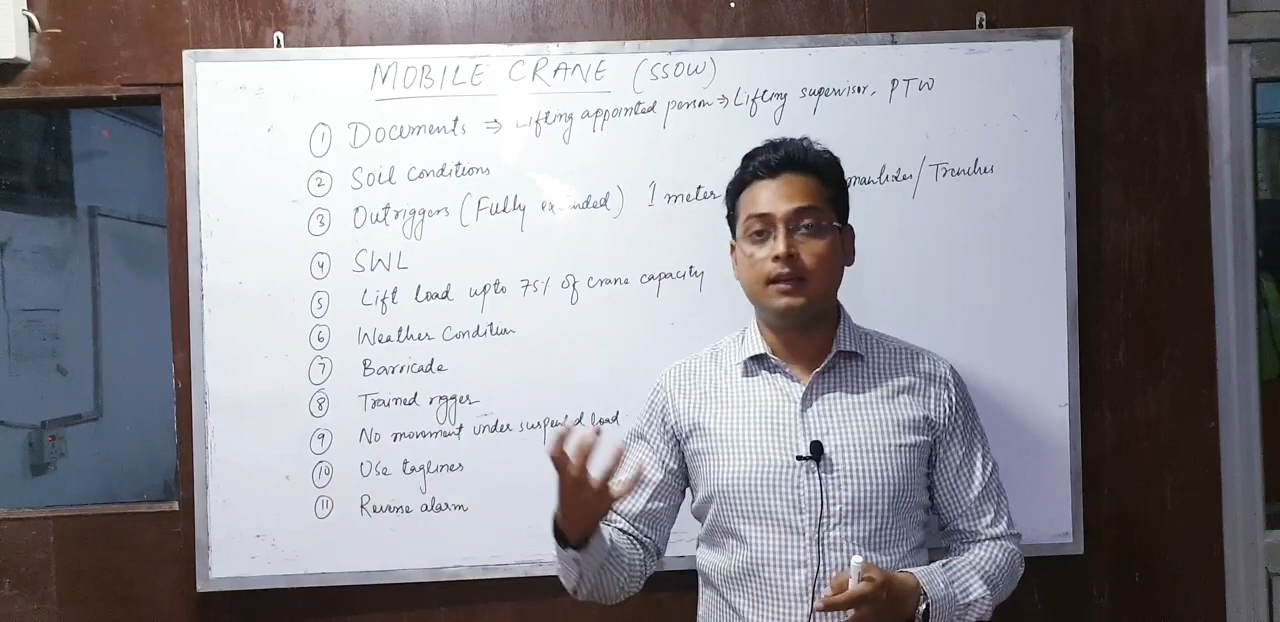 MOBILE CRANE (SSOW)
① Documents ⇒ Lifting appointed person ⇒ Lifting supervisor, PTW
② Soil conditions
③ Outriggers (Fully) 1 meter manholes/Trenches
④ SWL
⑤ Lift load upto 75% of crane capacity
⑥ Weather Condition
⑦ Barricade
⑧ Trained rigger
⑨ No movement under load
⑩ Use taglines
⑪ Reverse alarm